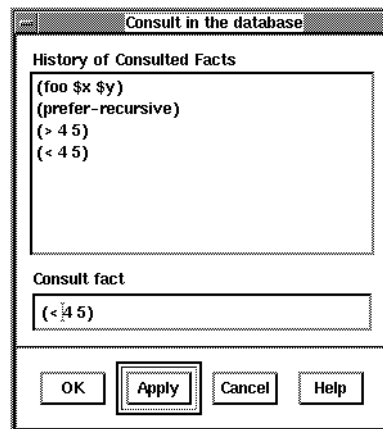 Consult in the database
History of Consulted Facts
(foo $x $y)
(prefer-recursive)
(> 4 5)
(< 4 5)
Consult fact
(< 4 5)
OK Apply Cancel Help